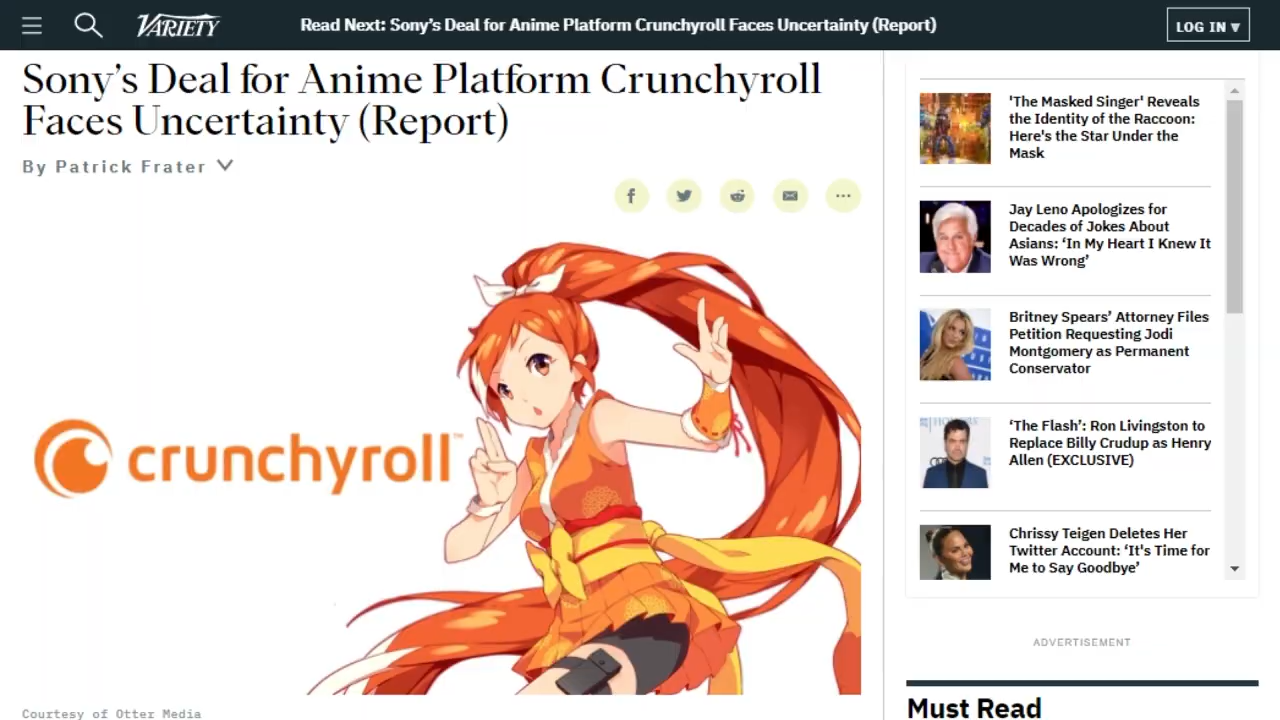 VARIETY
Read Next: Sony's Deal for Anime Platform Crunchyroll Faces Uncertainty (Report)
LOG IN ▾
Sony's Deal for Anime Platform Crunchyroll
Faces Uncertainty (Report)
By Patrick Frater
crunchyroll™
Courtesy of Otter Media
'The Masked Singer' Reveals
the Identity of the Raccoon:
Here's the Star Under the
Mask
Jay Leno Apologizes for
Decades of Jokes About
Asians: ‘In My Heart I Knew It
Was Wrong’
Britney Spears’ Attorney Files
Petition Requesting Jodi
Montgomery as Permanent
Conservator
‘The Flash’: Ron Livingston to
Replace Billy Crudup as Henry
Allen (EXCLUSIVE)
Chrissy Teigen Deletes Her
Twitter Account: ‘It's Time for
Me to Say Goodbye’
ADVERTISEMENT
Must Read